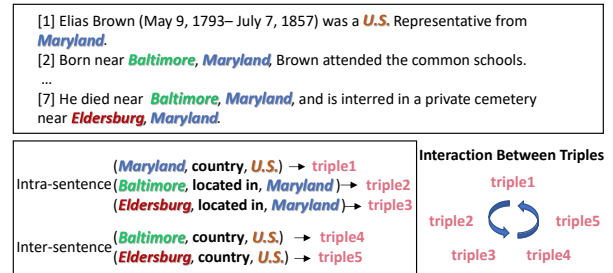 [1] Elias Brown (May 9, 1793– July 7, 1857) was a U.S. Representative from
Maryland.
[2] Born near Baltimore, Maryland, Brown attended the common schools.
…
[7] He died near Baltimore, Maryland, and is interred in a private cemetery
near Eldersburg, Maryland.
Intra-sentence
(Maryland, country, U.S.) → triple1
(Baltimore, located in, Maryland) → triple2
(Eldersburg, located in, Maryland) → triple3
Inter-sentence
(Baltimore, country, U.S.) → triple4
(Eldersburg, country, U.S.) → triple5
Interaction Between Triples
triple1
triple2
triple5
triple3
triple4